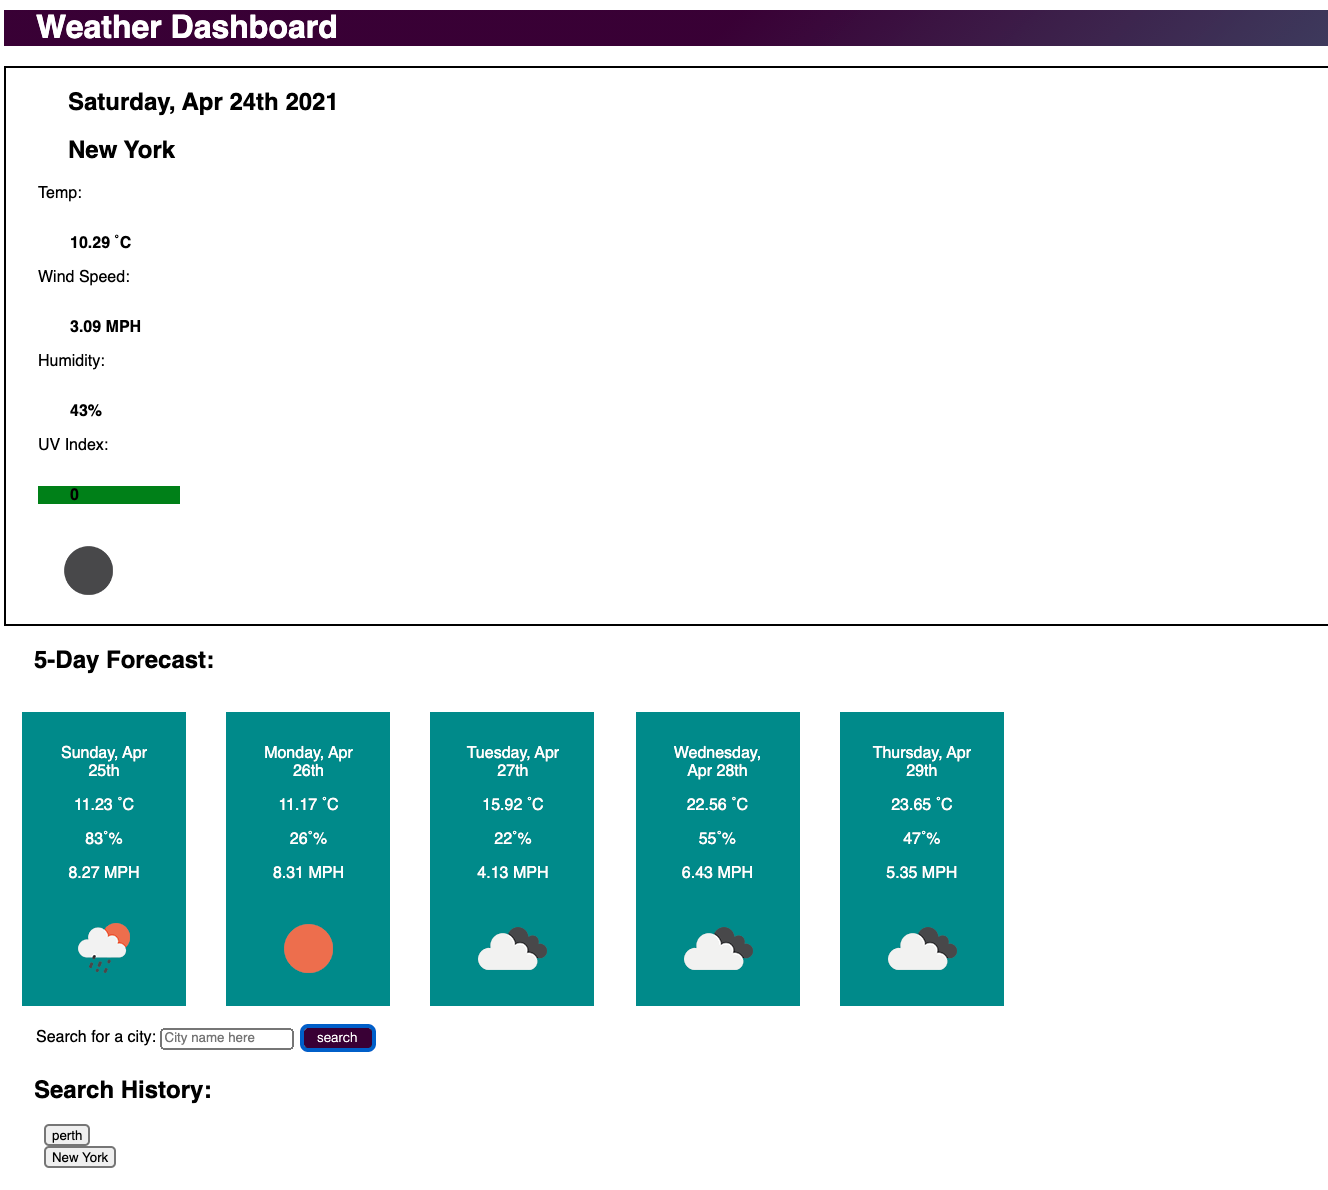 Weather Dashboard
Saturday, Apr 24th 2021
New York
Temp:
10.29 ˚C
Wind Speed:
3.09 MPH
Humidity:
43%
UV Index:
0
5-Day Forecast:
Sunday, Apr
25th
11.23 ˚C
83˚%
8.27 MPH
Monday, Apr
26th
11.17 ˚C
26˚%
8.31 MPH
Tuesday, Apr
27th
15.92 ˚C
22˚%
4.13 MPH
Wednesday,
Apr 28th
22.56 ˚C
55˚%
6.43 MPH
Thursday, Apr
29th
23.65 ˚C
47˚%
5.35 MPH
Search for a city: City name here search
Search History:
perth
New York